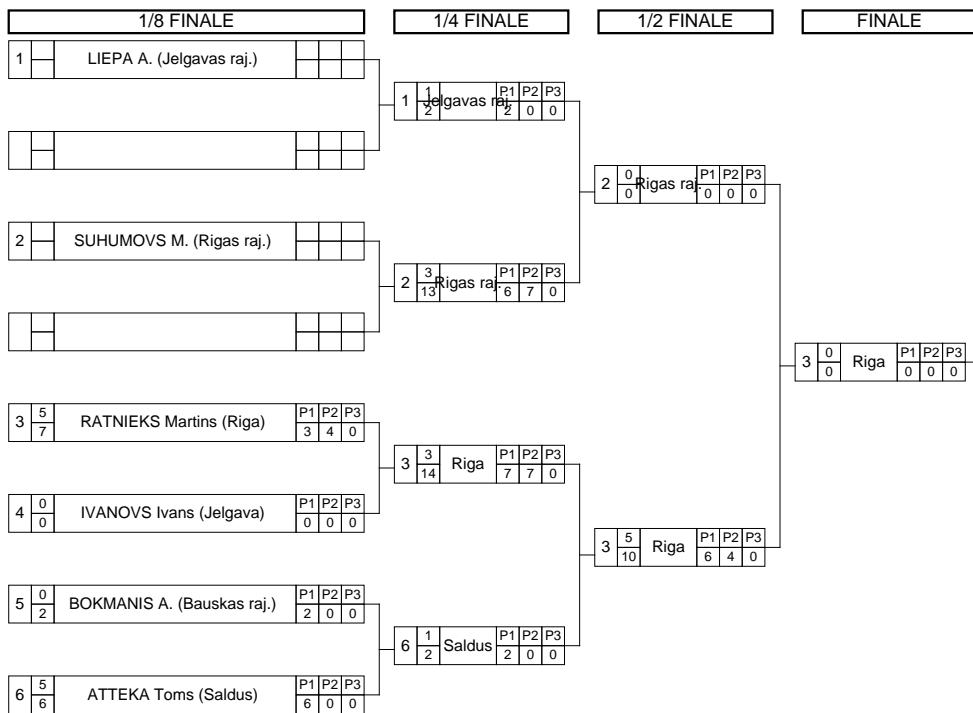 1/8 FINALE 1/4 FINALE 1/2 FINALE FINALE
1 LIEPA A. (Jelgavas raj.)
1 1 Jelgavas raj. P1 P2 P3
2 2 0 0
2 0 Rigas raj. P1 P2 P3
0 0 0 0
2 SUHUMOVS M. (Rigas raj.)
2 3 Rigas raj. P1 P2 P3
13 6 7 0
3 0 Riga P1 P2 P3
0 0 0 0
3 5 RATNIEKS Martins (Riga) P1 P2 P3
7 3 4 0
3 3 Riga P1 P2 P3
14 7 7 0
4 0 IVANOVS Ivans (Jelgava) P1 P2 P3
0 0 0 0
3 5 Riga P1 P2 P3
10 6 4 0
5 0 BOKMANIS A. (Bauskas raj.) P1 P2 P3
2 2 0 0
6 1 Saldus P1 P2 P3
2 2 0 0
6 5 ATTEKA Toms (Saldus) P1 P2 P3
6 6 0 0